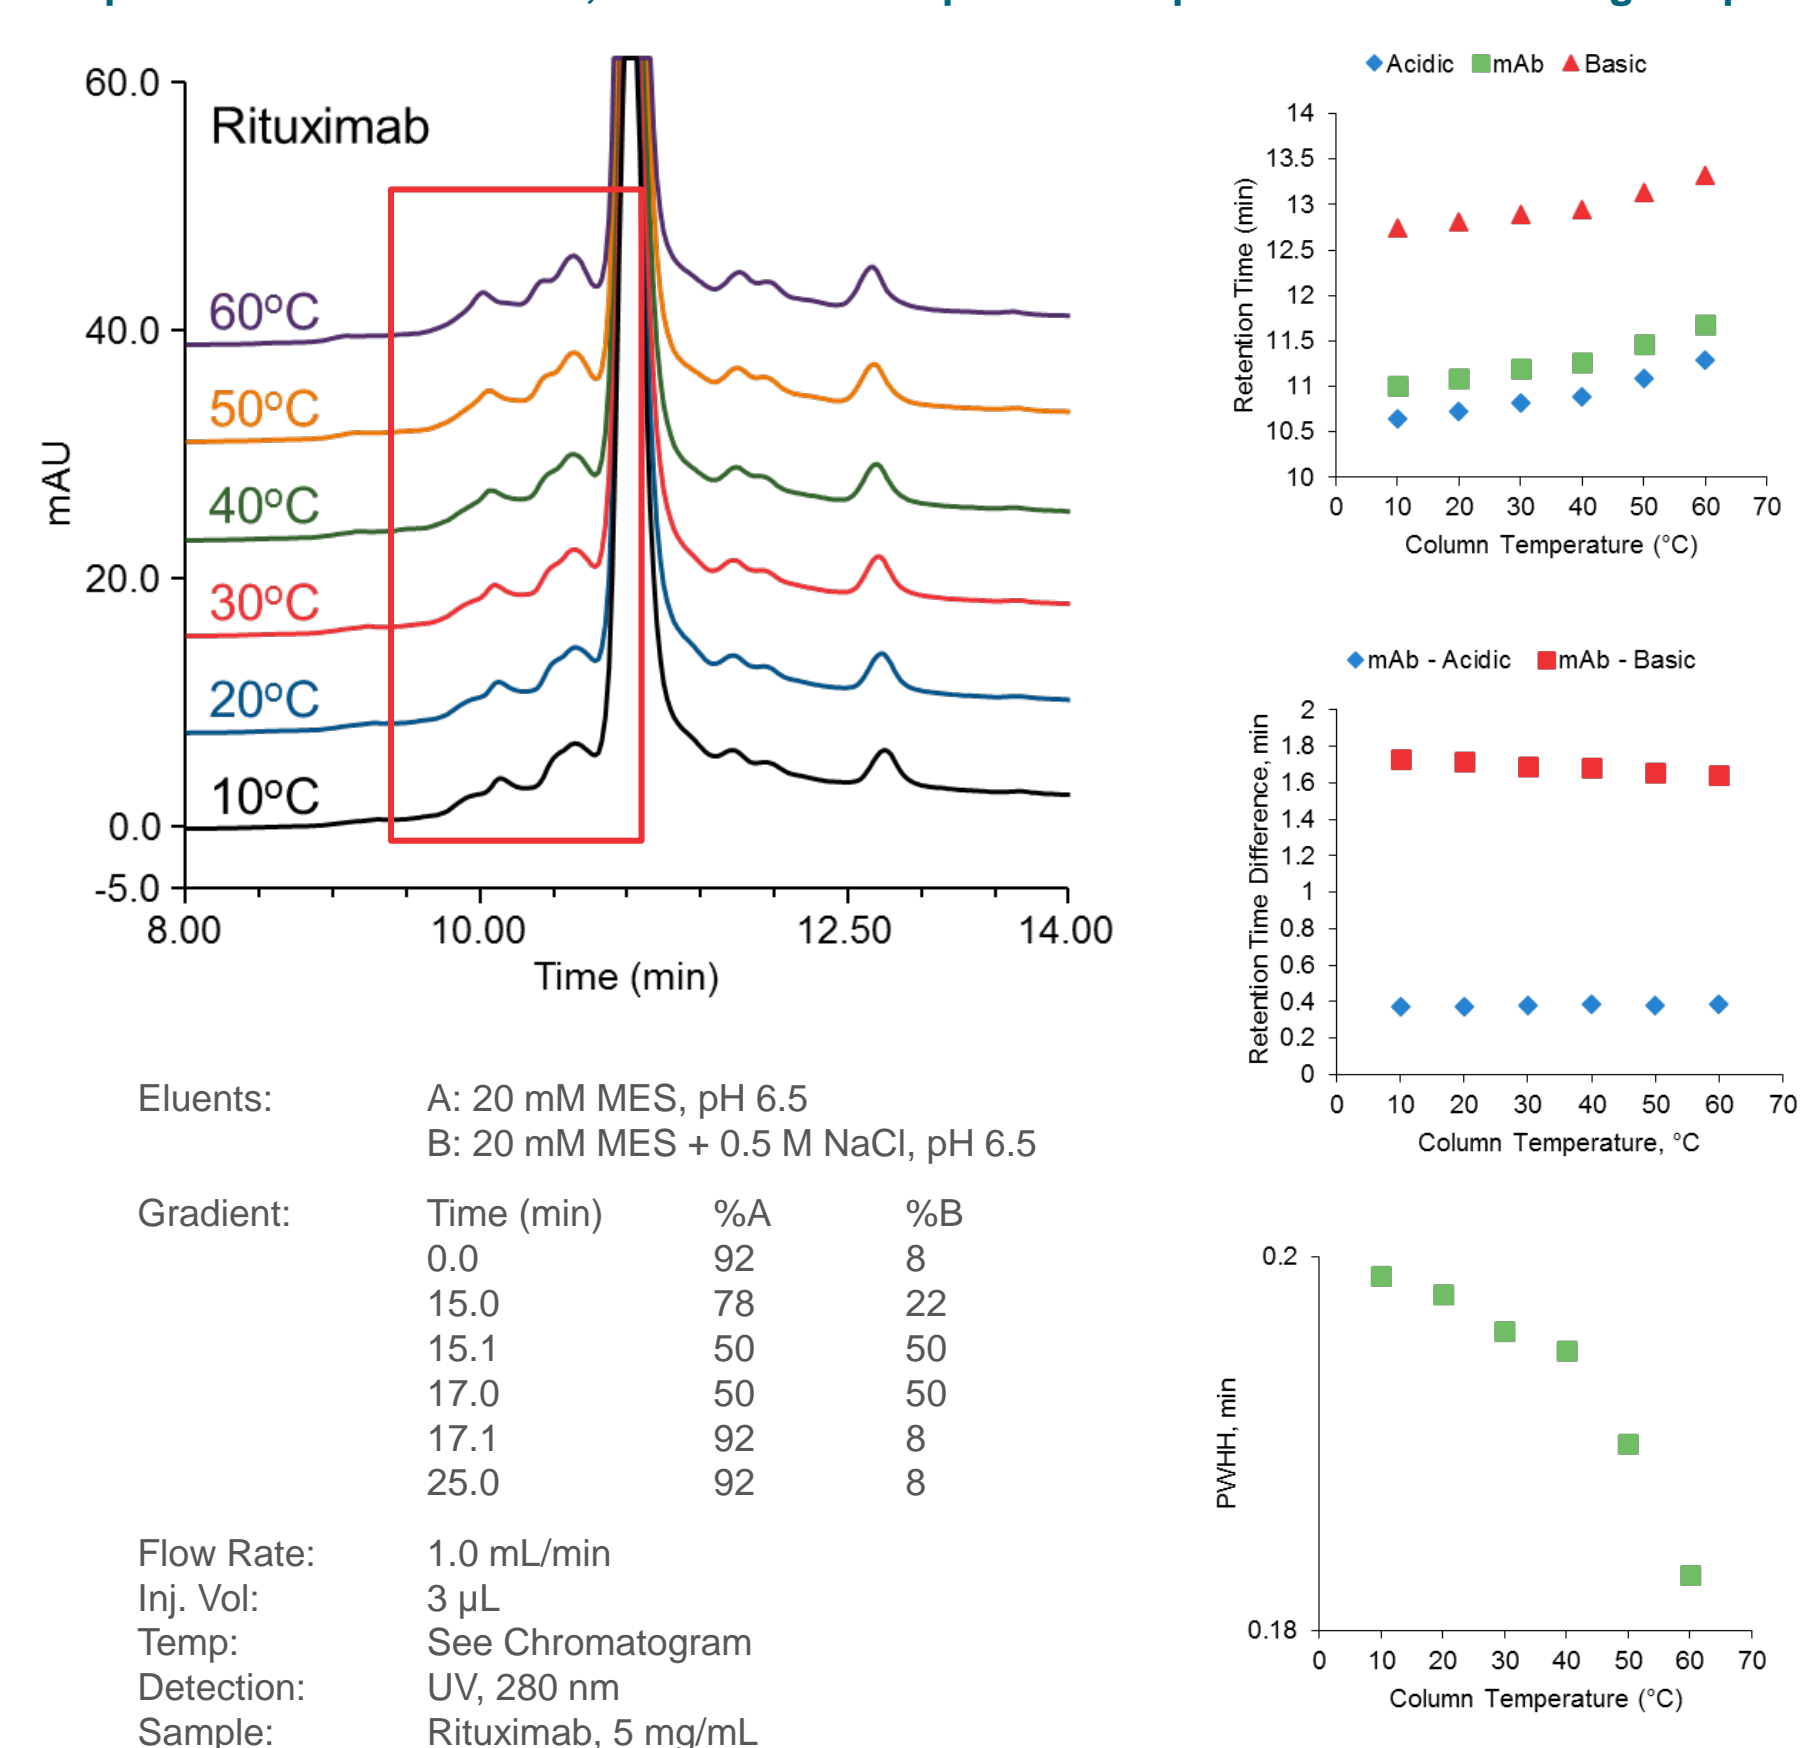 Rituximab
60.0
40.0
20.0
0.0
-5.0
mAU
60ºC
50ºC
40ºC
30ºC
20ºC
10ºC
8.00 10.00 12.50 14.00
Time (min)
Acidic mAb Basic
14
13.5
13
12.5
12
11.5
11
10.5
10
Retention Time (min)
0 10 20 30 40 50 60 70
Column Temperature (°C)
mAb - Acidic mAb - Basic
2
1.8
1.6
1.4
1.2
1
0.8
0.6
0.4
0.2
0
Retention Time Difference, min
0 10 20 30 40 50 60 70
Column Temperature, °C
0.2
0.18
PWHH, min
0 10 20 30 40 50 60 70
Column Temperature (°C)
Eluents: A: 20 mM MES, pH 6.5
B: 20 mM MES + 0.5 M NaCl, pH 6.5
Gradient: Time (min) %A %B
0.0 92 8
15.0 78 22
15.1 50 50
17.0 50 50
17.1 92 8
25.0 92 8
Flow Rate: 1.0 mL/min
Inj. Vol: 3 µL
Temp: See Chromatogram
Detection: UV, 280 nm
Sample: Rituximab, 5 mg/mL